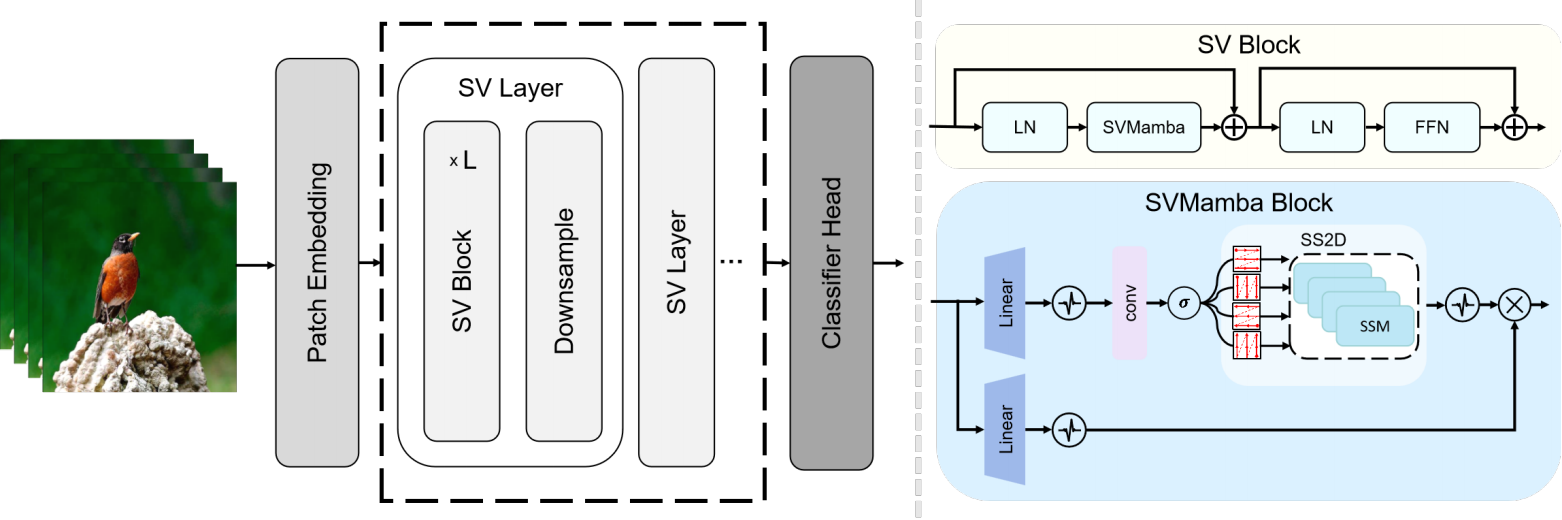 Patch Embedding
SV Layer
x L
SV Block
Downsample
SV Layer
...
Classifier Head
SV Block
LN
SVMamba
LN
FFN
SVMamba Block
Linear
conv
σ
SS2D
SSM
Linear